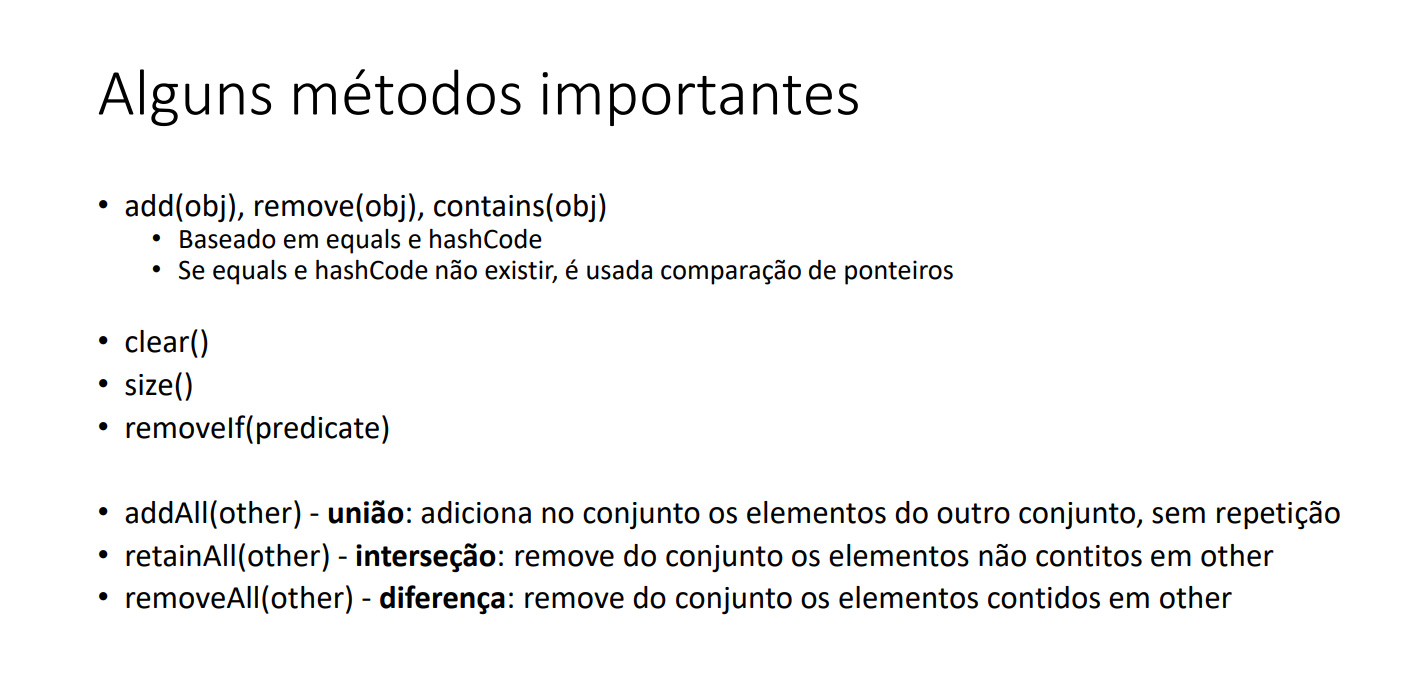 Alguns métodos importantes
• add(obj), remove(obj), contains(obj)
• Baseado em equals e hashCode
• Se equals e hashCode não existir, é usada comparação de ponteiros
• clear()
• size()
• removeIf(predicate)
• addAll(other) - união: adiciona no conjunto os elementos do outro conjunto, sem repetição
• retainAll(other) - interseção: remove do conjunto os elementos não contitos em other
• removeAll(other) - diferença: remove do conjunto os elementos contidos em other